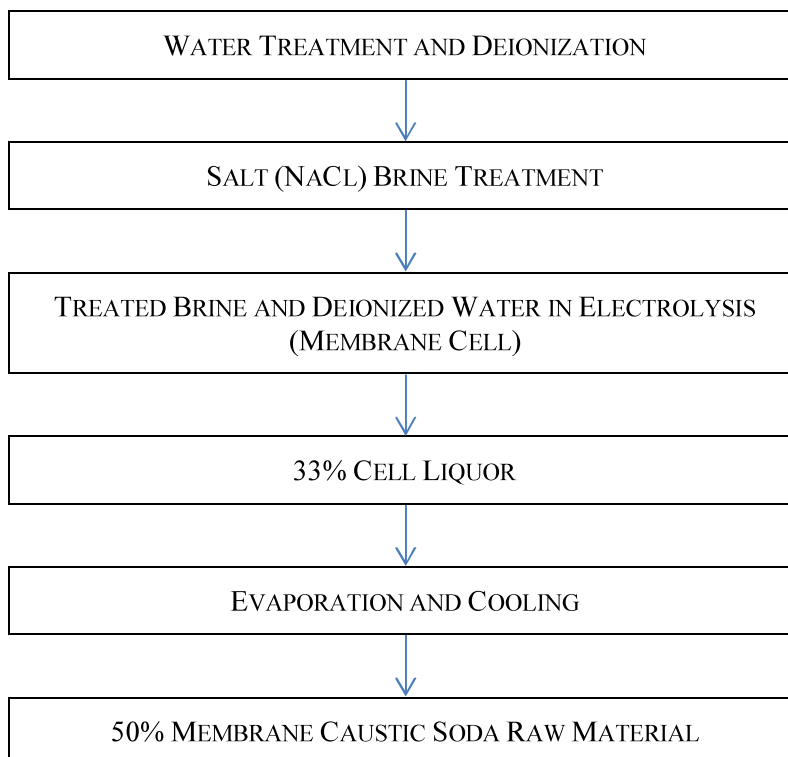 WATER TREATMENT AND DEIONIZATION
SALT (NACL) BRINE TREATMENT
TREATED BRINE AND DEIONIZED WATER IN ELECTROLYSIS
(MEMBRANE CELL)
33% CELL LIQUOR
EVAPORATION AND COOLING
50% MEMBRANE CAUSTIC SODA RAW MATERIAL